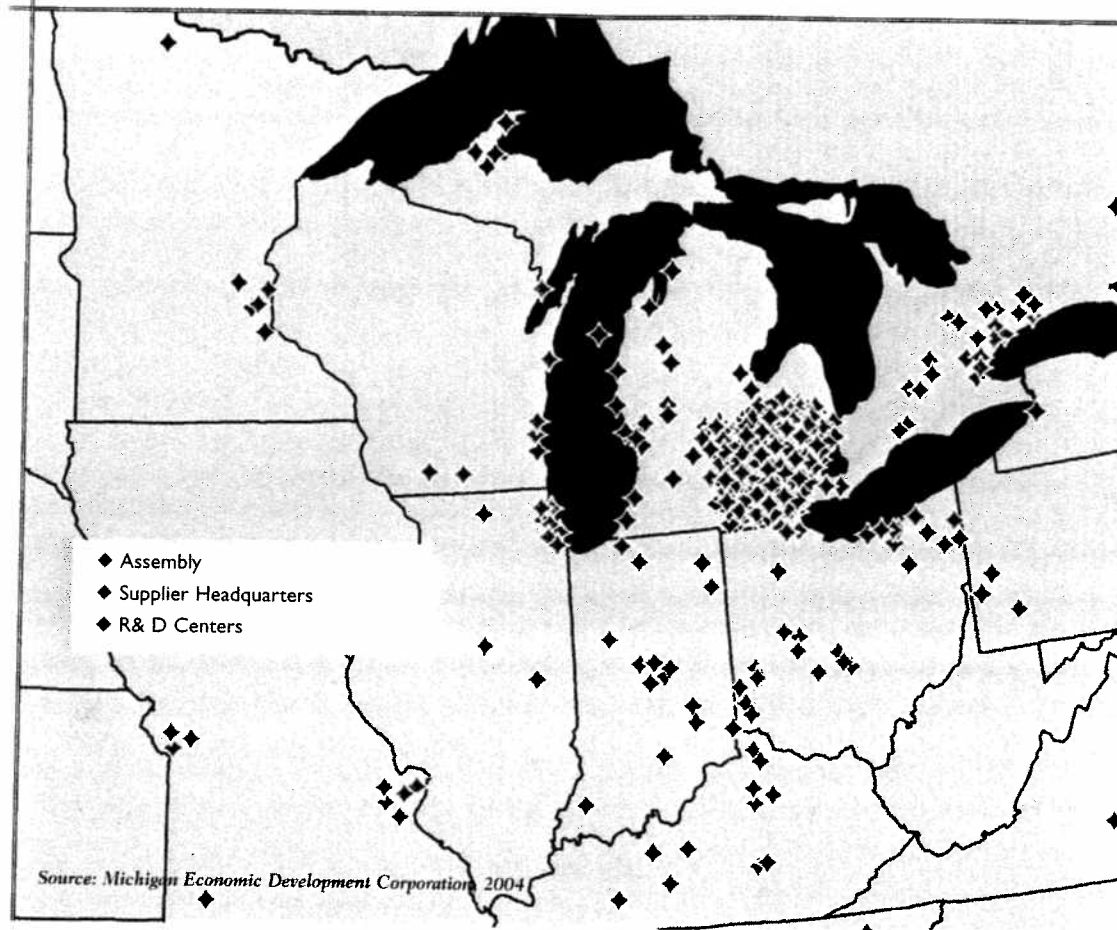 Assembly
Supplier Headquarters
R& D Centers
Source: Michigan Economic Development Corporation, 2004